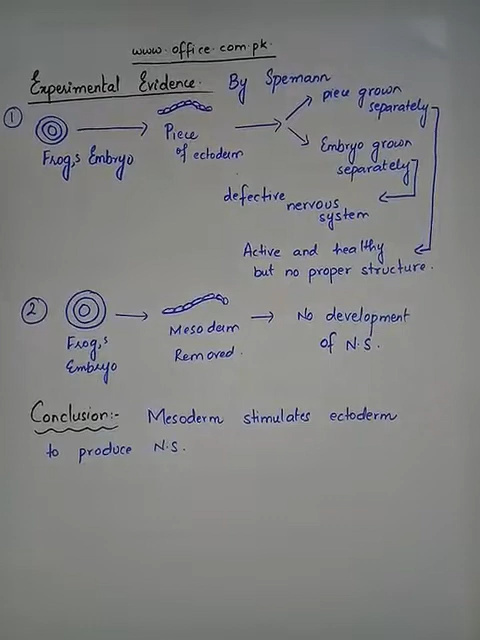 www.office.com.pk.
Experimental Evidence. By Spemann
1
Frog,s Embryo
Piece
of ectoderm
piece grown
separately
Embryo grown
separately
defective
nervous
system
Active and healthy
but no proper structure.
2
Frog,s
Embryo
Mesoderm
Removed.
No development
of N.S.
Conclusion:- Mesoderm stimulates ectoderm
to produce N.S.